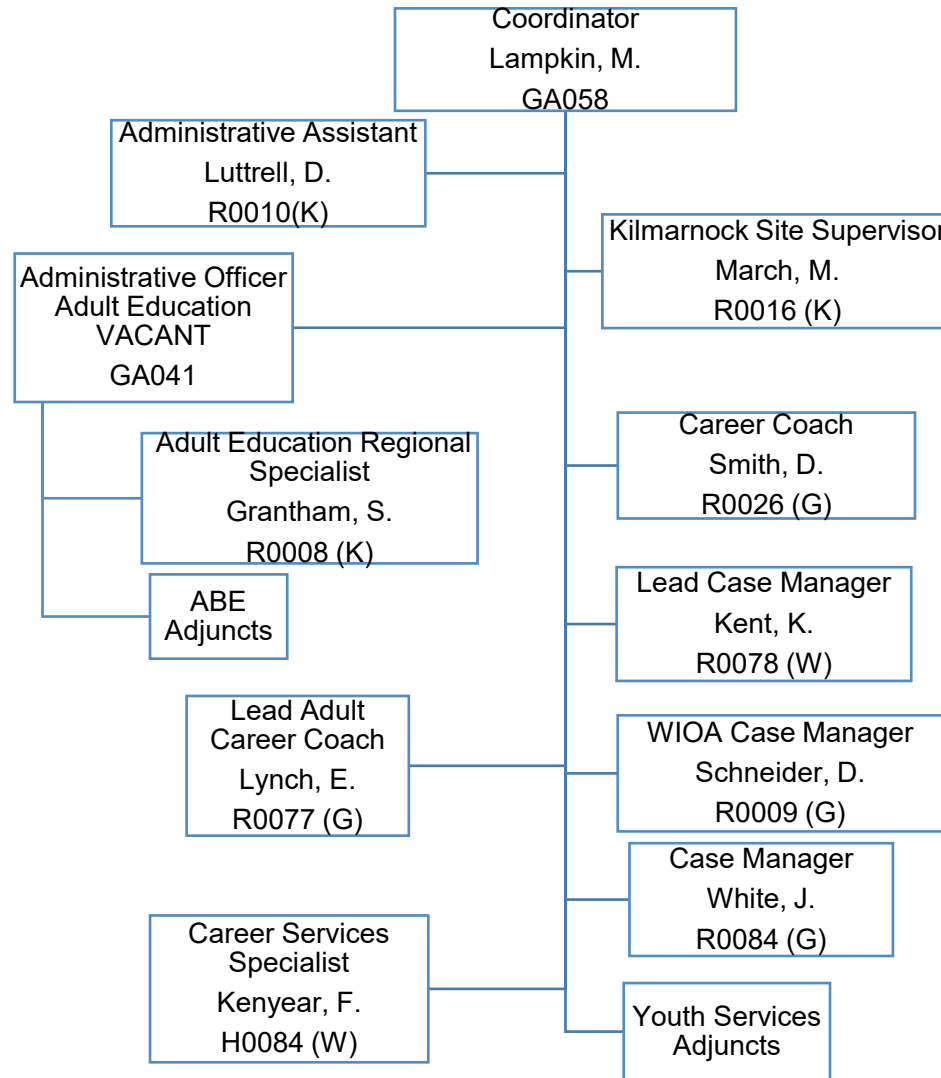 Coordinator
Lampkin, M.
GA058
Administrative Assistant
Luttrell, D.
R0010(K)
Kilmarnock Site Supervisor
March, M.
R0016 (K)
Administrative Officer
Adult Education
VACANT
GA041
Adult Education Regional
Specialist
Grantham, S.
R0008 (K)
Career Coach
Smith, D.
R0026 (G)
ABE
Adjuncts
Lead Case Manager
Kent, K.
R0078 (W)
Lead Adult
Career Coach
Lynch, E.
R0077 (G)
WIOA Case Manager
Schneider, D.
R0009 (G)
Case Manager
White, J.
R0084 (G)
Career Services
Specialist
Kenyear, F.
H0084 (W)
Youth Services
Adjuncts